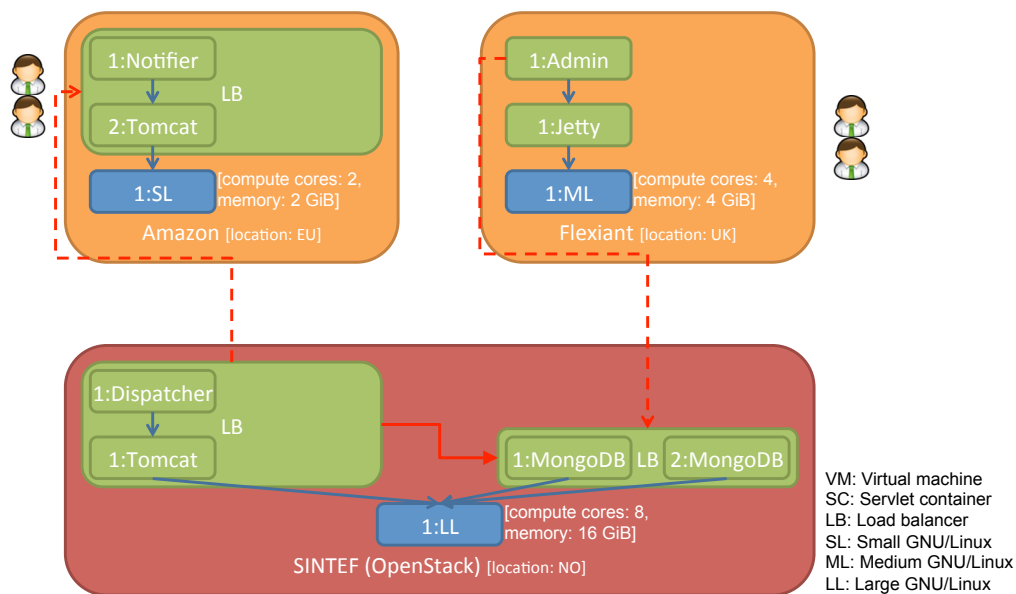 1:Notifier
LB
2:Tomcat
1:SL
[compute cores: 2,
memory: 2 GiB]
Amazon [location: EU]
1:Admin
1:Jetty
1:ML
[compute cores: 4,
memory: 4 GiB]
Flexiant [location: UK]
1:Dispatcher
LB
1:Tomcat
1:MongoDB LB 2:MongoDB
1:LL
[compute cores: 8,
memory: 16 GiB]
SINTEF (OpenStack) [location: NO]
VM: Virtual machine
SC: Servlet container
LB: Load balancer
SL: Small GNU/Linux
ML: Medium GNU/Linux
LL: Large GNU/Linux